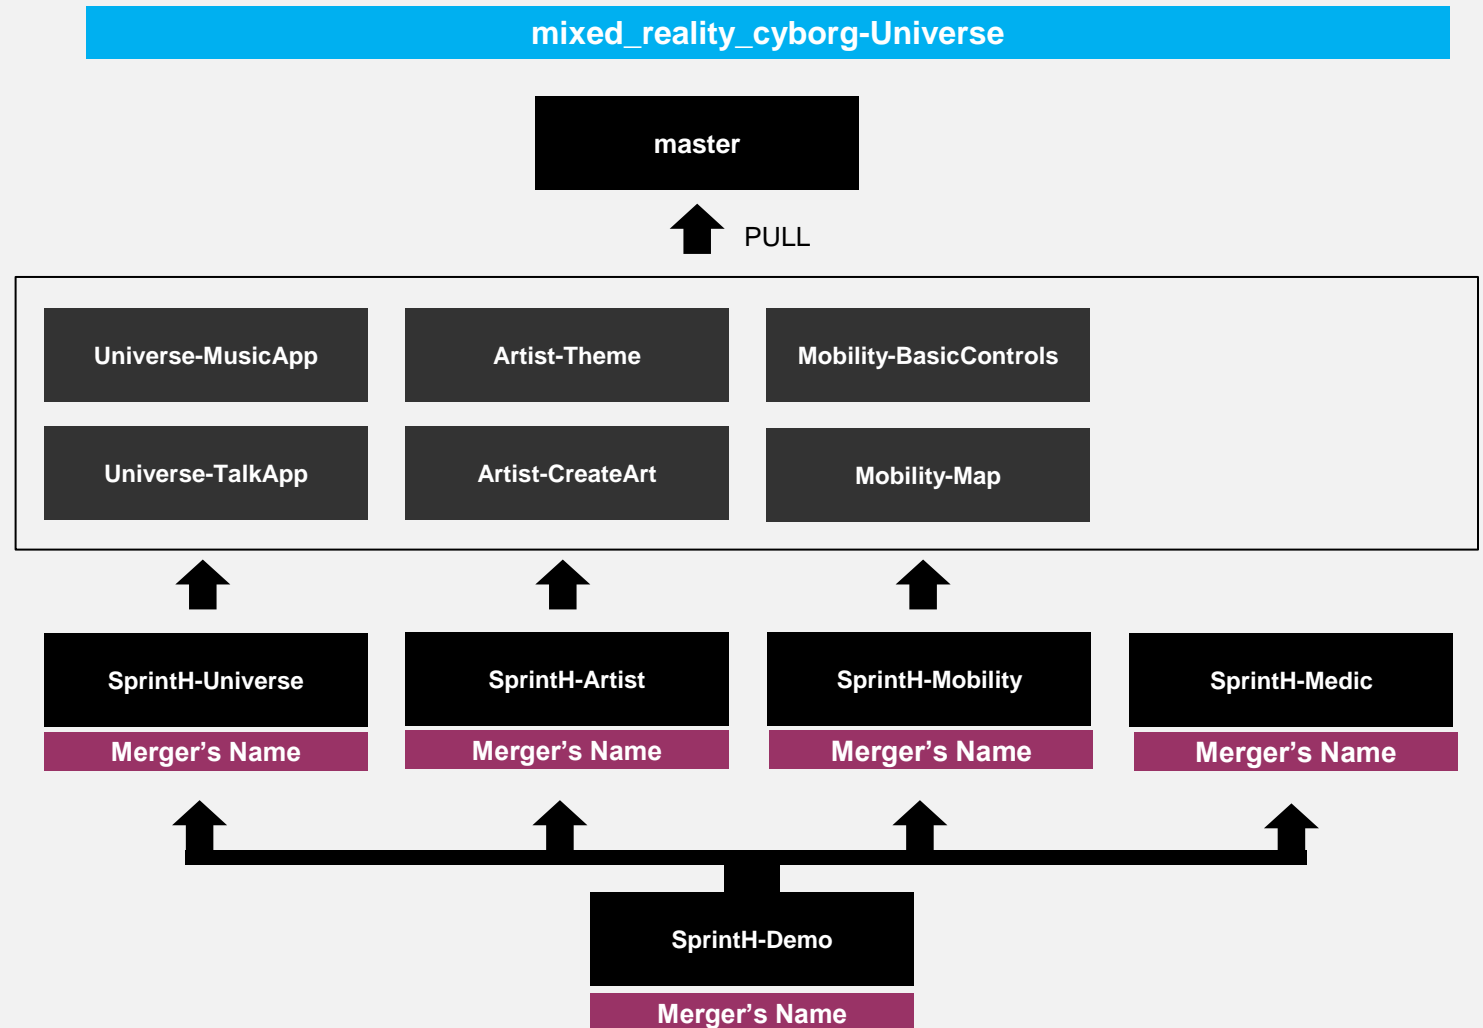 mixed_reality_cyborg-Universe
master
PULL
Universe-MusicApp
Artist-Theme
Mobility-BasicControls
Universe-TalkApp
Artist-CreateArt
Mobility-Map
SprintH-Universe
SprintH-Artist
SprintH-Mobility
SprintH-Medic
Merger’s Name
Merger’s Name
Merger’s Name
Merger’s Name
SprintH-Demo
Merger’s Name